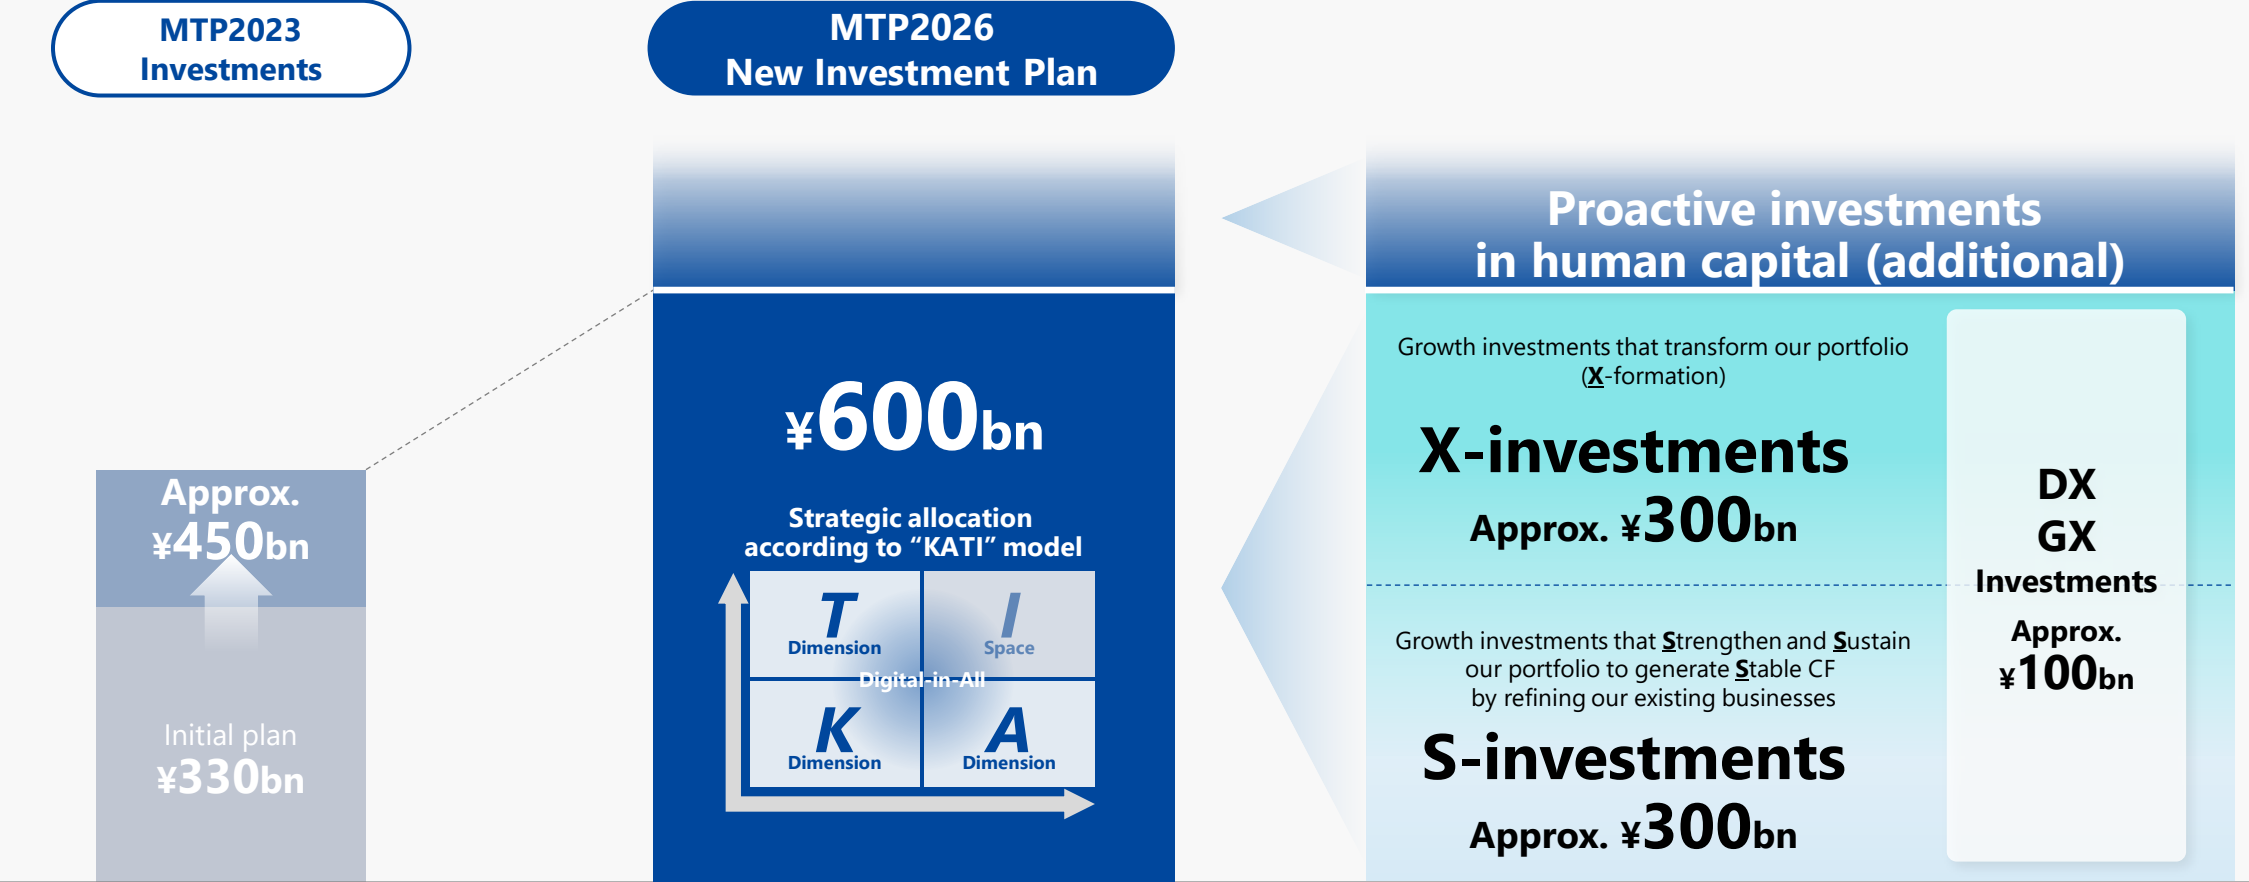 MTP2023
Investments
MTP2026
New Investment Plan
Approx.
¥450bn
Initial plan
¥330bn
¥600bn
Strategic allocation
according to “KATI” model
T
Dimension
I
Space
Digital-in-All
K
Dimension
A
Dimension
Proactive investments
in human capital (additional)
Growth investments that transform our portfolio
(X-formation)
X-investments
Approx. ¥300bn
Growth investments that Strengthen and Sustain
our portfolio to generate Stable CF
by refining our existing businesses
S-investments
Approx. ¥300bn
DX
GX
Investments
Approx.
¥100bn